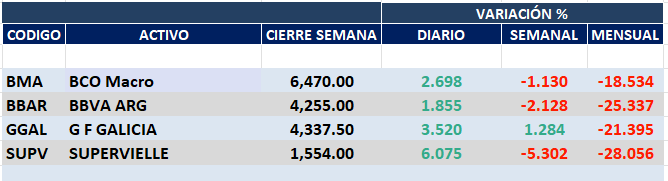 VARIACIÓN %
CODIGO ACTIVO CIERRE SEMANA DIARIO SEMANAL MENSUAL
BMA BCO Macro 6,470.00 2.698 -1.130 -18.534
BBAR BBVA ARG 4,255.00 1.855 -2.128 -25.337
GGAL G F GALICIA 4,337.50 3.520 1.284 -21.395
SUPV SUPERVIELLE 1,554.00 6.075 -5.302 -28.056